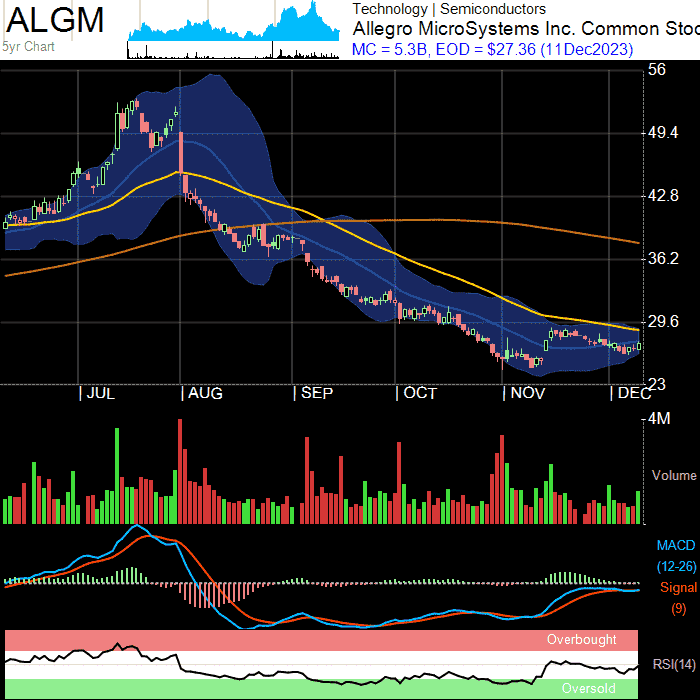 ALGM
5yr Chart
Technology | Semiconductors
Allegro MicroSystems Inc. Common Stoc
MC = 5.3B, EOD = $27.36 (11Dec2023)
56
49.4
42.8
36.2
29.6
23
JUL AUG SEP OCT NOV DEC
4M
Volume
MACD
(12-26)
Signal
(9)
Overbought
RSI(14)
Oversold